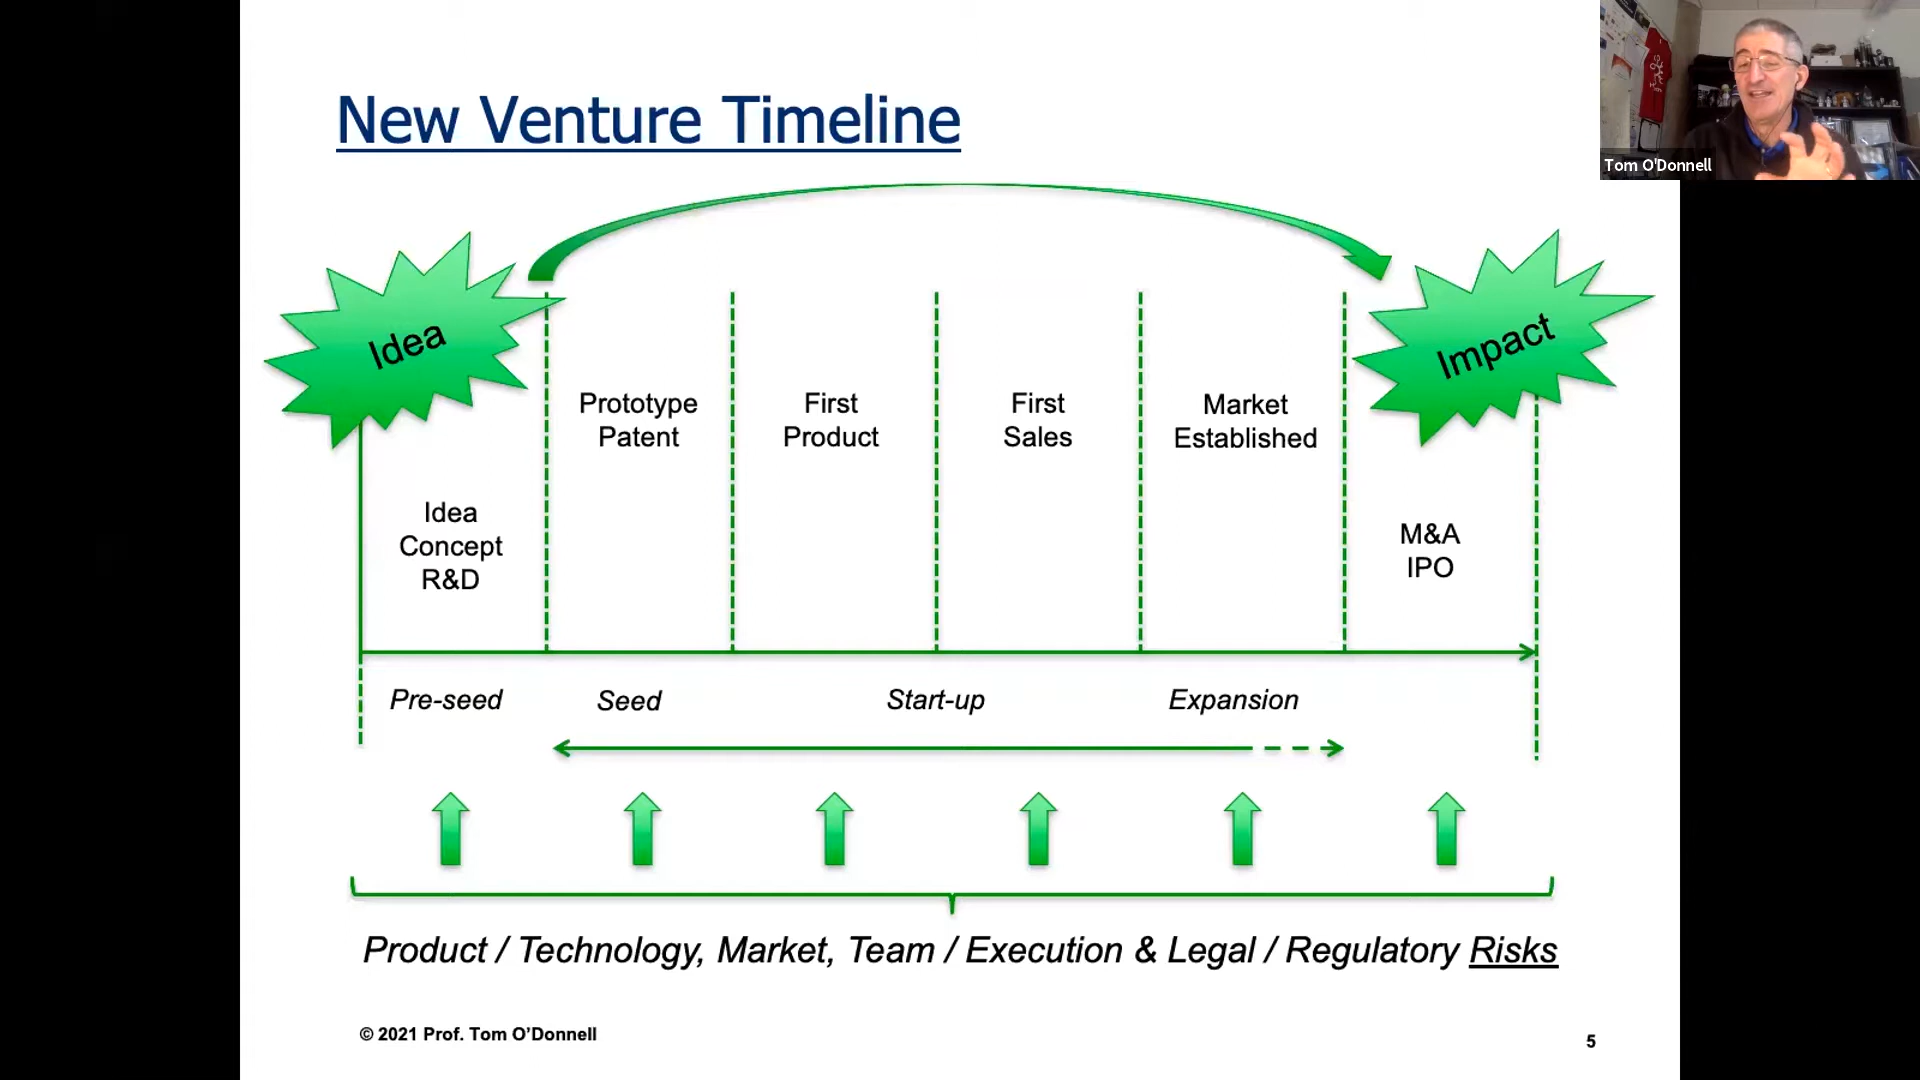 New Venture Timeline
Tom O'Donnell
Idea
Impact
Prototype
Patent
First
Product
First
Sales
Market
Established
Idea
Concept
R&D
M&A
IPO
Pre-seed
Seed
Start-up
Expansion
Product / Technology, Market, Team / Execution & Legal / Regulatory Risks
© 2021 Prof. Tom O’Donnell
5